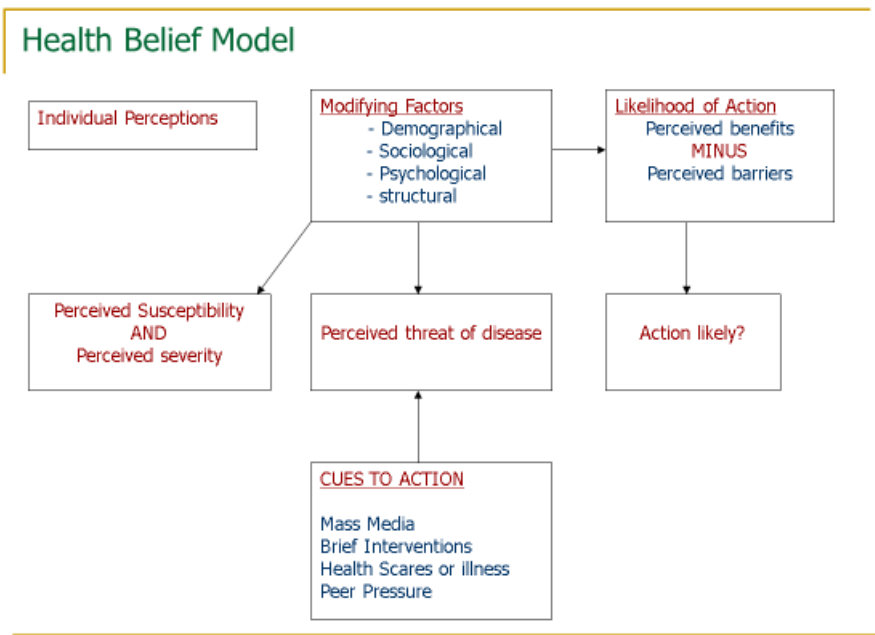 Health Belief Model
Individual Perceptions
Modifying Factors
- Demographical
- Sociological
- Psychological
- structural
Likelihood of Action
Perceived benefits
MINUS
Perceived barriers
Perceived Susceptibility
AND
Perceived severity
Perceived threat of disease
Action likely?
CUES TO ACTION
Mass Media
Brief Interventions
Health Scares or illness
Peer Pressure